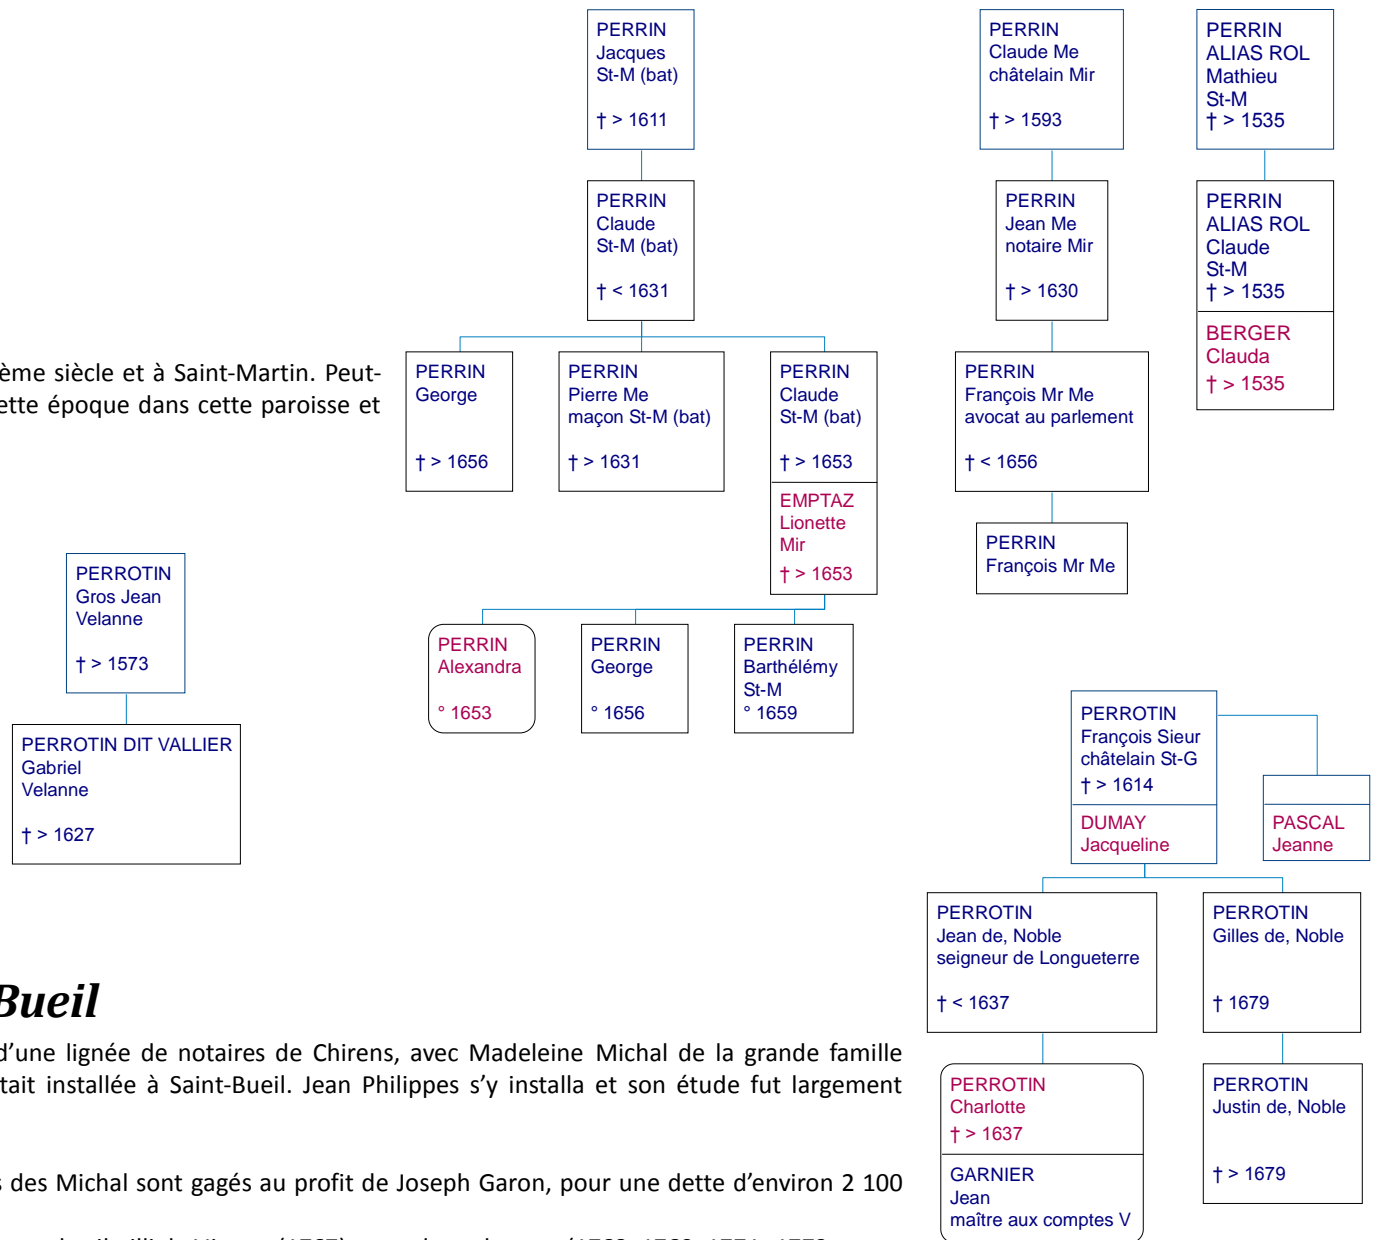 PERRIN
Jacques
St-M (bat)
† > 1611
PERRIN
Claude
St-M (bat)
† < 1631
PERRIN
George
† > 1656
PERRIN
Pierre Me
maçon St-M (bat)
† > 1631
PERRIN
Claude
St-M (bat)
† > 1653
EMPTAZ
Lionette
Mir
† > 1653
PERRIN
Alexandra
° 1653
PERRIN
George
° 1656
PERRIN
Barthélémy
St-M
° 1659
PERRIN
Claude Me
châtelain Mir
† > 1593
PERRIN
Jean Me
notaire Mir
† > 1630
PERRIN
François Mr Me
avocat au parlement
† < 1656
PERRIN
François Mr Me
PERRIN
ALIAS ROL
Mathieu
St-M
† > 1535
PERRIN
ALIAS ROL
Claude
St-M
† > 1535
BERGER
Clauda
† > 1535
ème siècle et à Saint-Martin. Peut-
ette époque dans cette paroisse et
PERROTIN
Gros Jean
Velanne
† > 1573
PERROTIN DIT VALLIER
Gabriel
Velanne
† > 1627
PERROTIN
François Sieur
châtelain St-G
† > 1614
DUMAY
Jacqueline
PASCAL
Jeanne
PERROTIN
Jean de, Noble
seigneur de Longueterre
† < 1637
PERROTIN
Gilles de, Noble
† 1679
PERROTIN
Charlotte
† > 1637
GARNIER
Jean
maître aux comptes V
PERROTIN
Justin de, Noble
† > 1679
Bueil
d’une lignée de notaires de Chirens, avec Madeleine Michal de la grande famille
tait installée à Saint-Bueil. Jean Philippes s’y installa et son étude fut largement
s des Michal sont gagés au profit de Joseph Garon, pour une dette d’environ 2 100